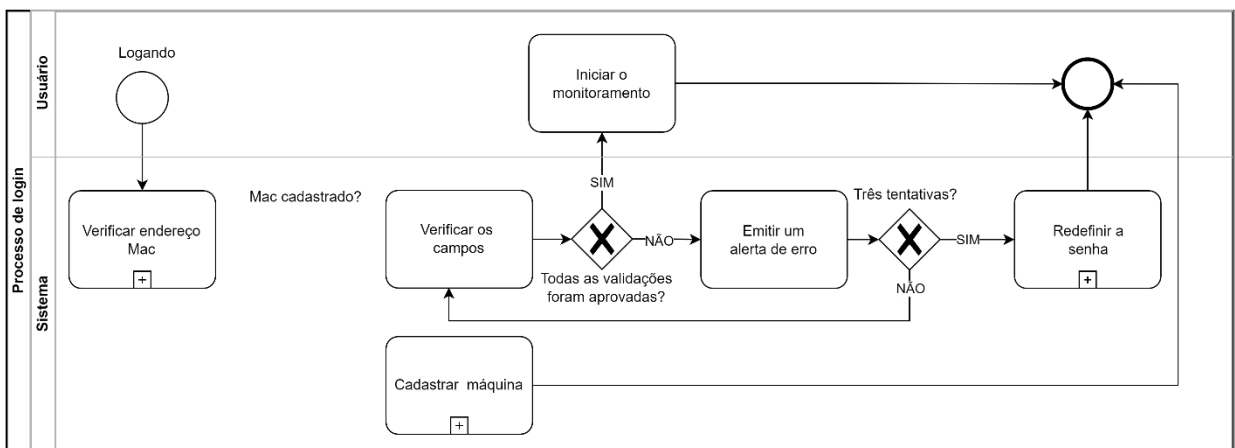 Processo de login
Usuário
Sistema
Logando
Iniciar o
monitoramento
Verificar endereço
Mac
Mac cadastrado?
Verificar os
campos
SIM
NÃO
Todas as validações
foram aprovadas?
Emitir um
alerta de erro
Três tentativas?
SIM
NÃO
Redefinir a
senha
Cadastrar máquina